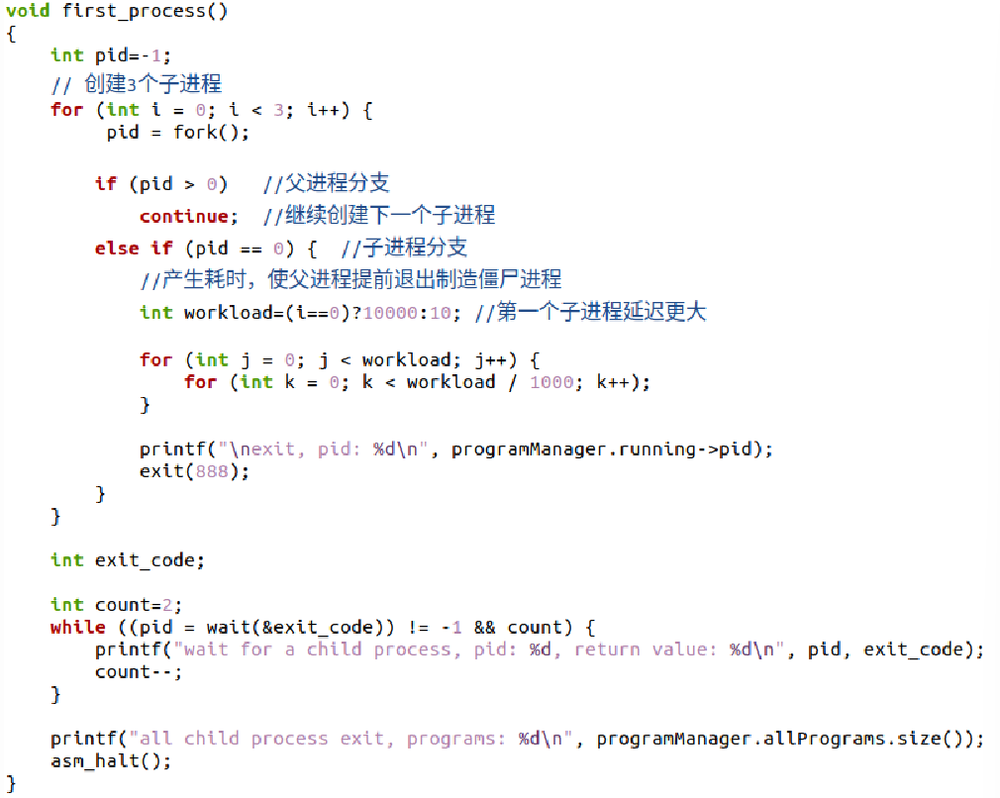 void first_process()
{
    int pid=-1;
    // 创建3个子进程
    for (int i = 0; i < 3; i++) {
         pid = fork();

        if (pid > 0)   //父进程分支
            continue;  //继续创建下一个子进程
        else if (pid == 0) {  //子进程分支
            //产生耗时，使父进程提前退出制造僵尸进程
            int workload=(i==0)?10000:10; //第一个子进程延迟更大

            for (int j = 0; j < workload; j++) {
                for (int k = 0; k < workload / 1000; k++);
            }

            printf("\nexit, pid: %d\n", programManager.running->pid);
            exit(888);
        }
    }

    int exit_code;

    int count=2;
    while ((pid = wait(&exit_code)) != -1 && count) {
        printf("wait for a child process, pid: %d, return value: %d\n", pid, exit_code);
        count--;
    }

    printf("all child process exit, programs: %d\n", programManager.allPrograms.size());
    asm_halt();
}